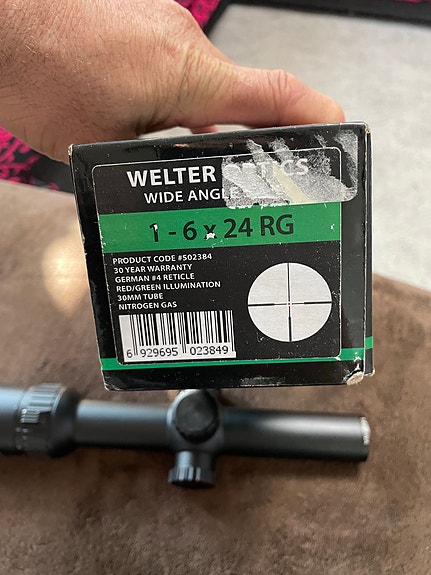 WELTER OPTICS
WIDE ANGLE
1 - 6 x 24 RG
PRODUCT CODE #502384
30 YEAR WARRANTY
GERMAN #4 RETICLE
RED/GREEN ILLUMINATION
30MM TUBE
NITROGEN GAS
6 929695 023849